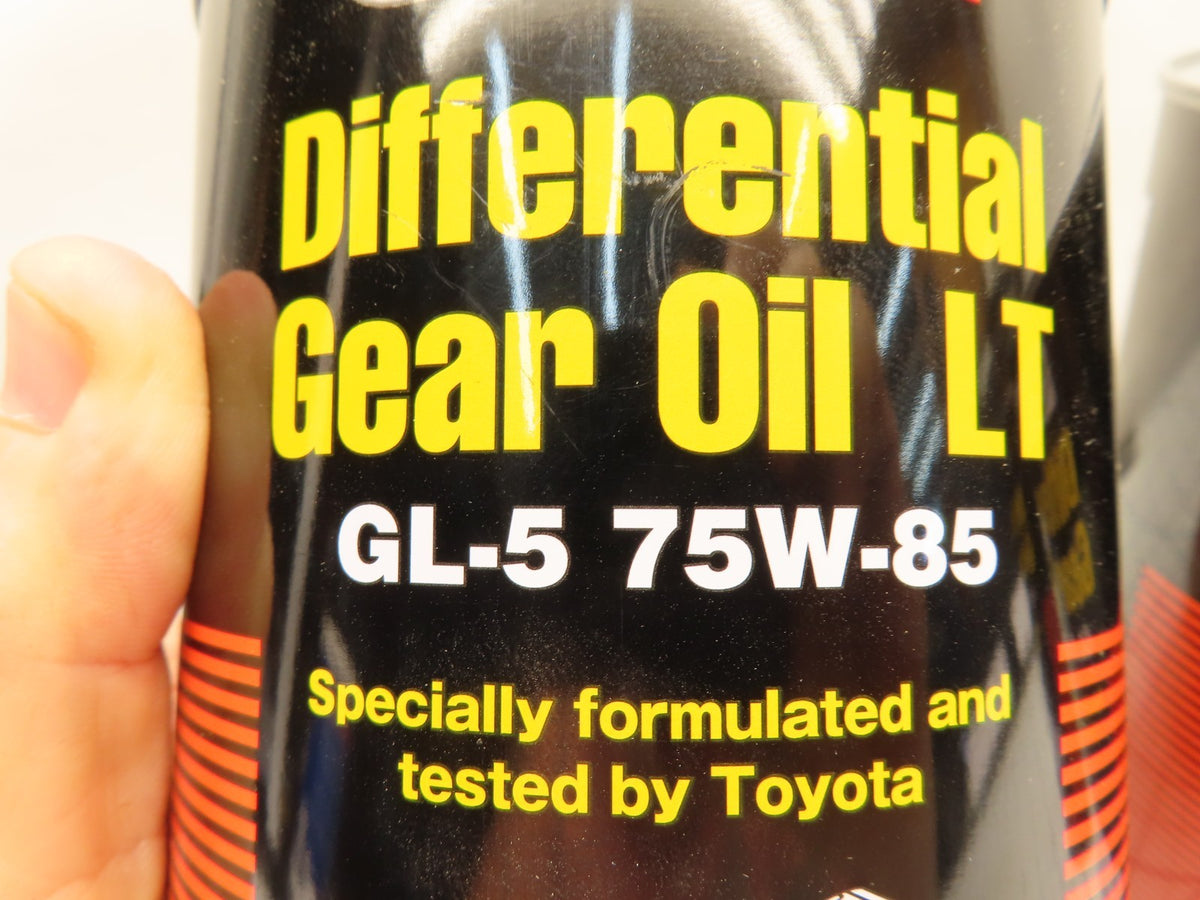 Differential
Gear Oil LT
GL-5 75W-85
Specially formulated and
tested by Toyota